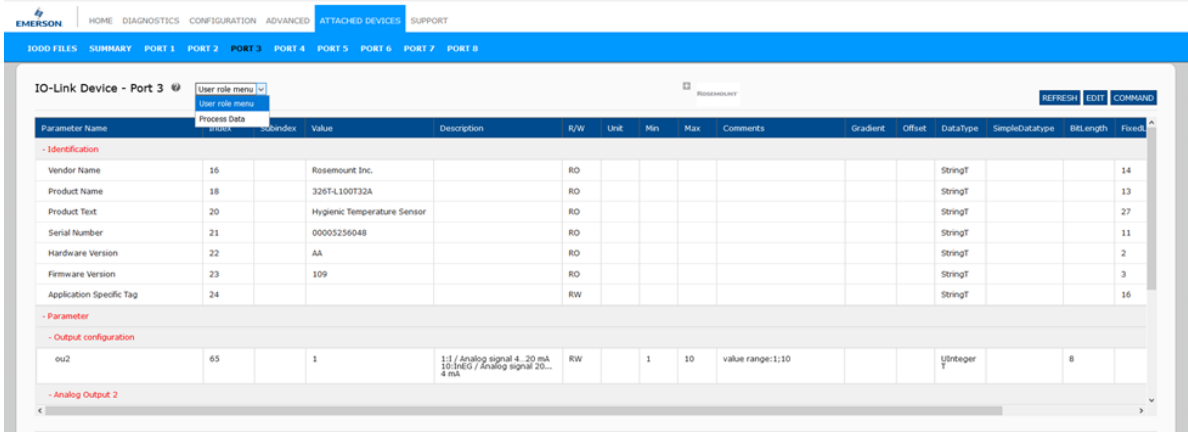 EMERSON
HOME DIAGNOSTICS CONFIGURATION ADVANCED ATTACHED DEVICES SUPPORT
IODD FILES SUMMARY PORT 1 PORT 2 PORT 3 PORT 4 PORT 5 PORT 6 PORT 7 PORT 8
IO-Link Device - Port 3 User role menu
ROSEMOUNT
REFRESH EDIT COMMAND
User role menu
Process Data
Parameter Name Index Subindex Value Description R/W Unit Min Max Comments Gradient Offset DataType SimpleDatatype BitLength FixedL
- Identification
Vendor Name 16 Rosemount Inc. RO StringT 14
Product Name 18 326T-L100T32A RO StringT 13
Product Text 20 Hygienic Temperature Sensor RO StringT 27
Serial Number 21 00005256048 RO StringT 11
Hardware Version 22 AA RO StringT 2
Firmware Version 23 109 RO StringT 3
Application Specific Tag 24 RW StringT 16
- Parameter
- Output configuration
ou2 65 1 1:I / Analog signal 4...20 mA 10:InEG / Analog signal 20... 4 mA RW 1 10 value range:1;10 UInteger T 8
- Analog Output 2